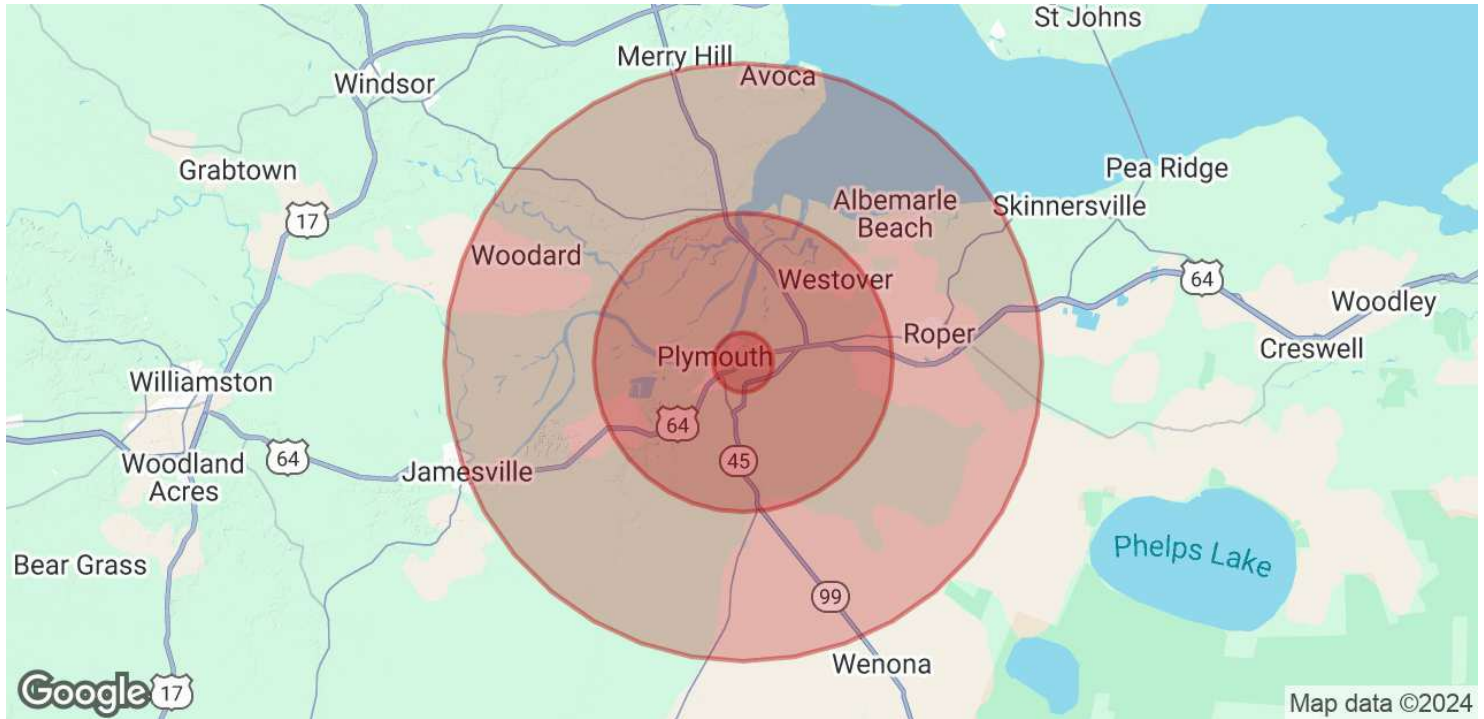 St Johns
Merry Hill
Avoca
Windsor
Grabtown
Pea Ridge
Albemarle
Beach
Skinnersville
17
Woodard
Westover
64
Woodley
Roper
Creswell
Plymouth
Williamston
64
45
Woodland
Acres
64
Jamesville
Bear Grass
Phelps Lake
99
Wenona
Google
17
Map data ©2024